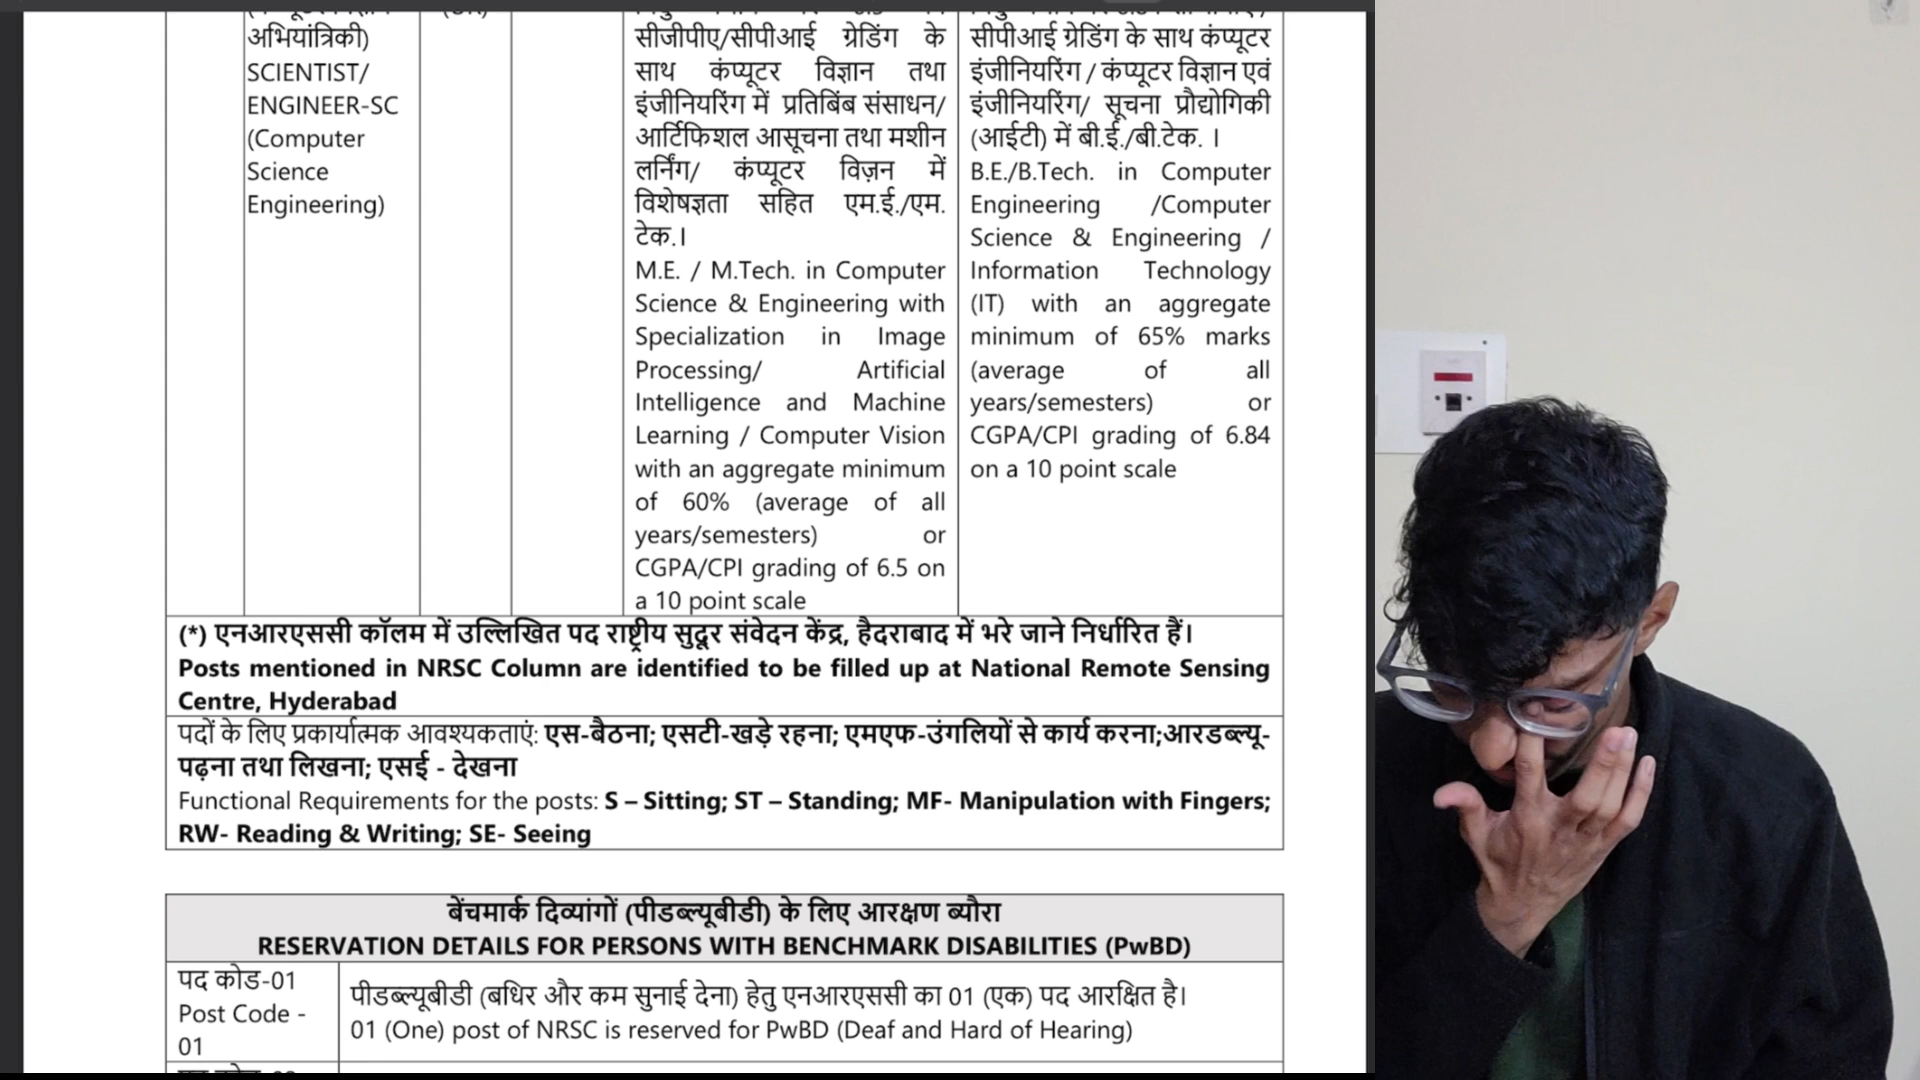 अभियांत्रिकी)
SCIENTIST/
ENGINEER-SC
(Computer
Science
Engineering)
सीजीपीए/सीपीआई ग्रेडिंग के
साथ कंप्यूटर विज्ञान तथा
इंजीनियरिंग में प्रतिबिंब संसाधन/
आर्टिफिशल आसूचना तथा मशीन
लर्निंग/ कंप्यूटर विज़न में
विशेषज्ञता सहित एम.ई./एम.
टेक.।
M.E. / M.Tech. in Computer
Science & Engineering with
Specialization in Image
Processing/ Artificial
Intelligence and Machine
Learning / Computer Vision
with an aggregate minimum
of 60% (average of all
years/semesters) or
CGPA/CPI grading of 6.5 on
a 10 point scale
सीपीआई ग्रेडिंग के साथ कंप्यूटर
इंजीनियरिंग / कंप्यूटर विज्ञान एवं
इंजीनियरिंग/ सूचना प्रौद्योगिकी
(आईटी) में बी.ई./बी.टेक. ।
B.E./B.Tech. in Computer
Engineering /Computer
Science & Engineering /
Information Technology
(IT) with an aggregate
minimum of 65% marks
(average of all
years/semesters) or
CGPA/CPI grading of 6.84
on a 10 point scale
(*) एनआरएससी कॉलम में उल्लिखित पद राष्ट्रीय सुदूर संवेदन केंद्र, हैदराबाद में भरे जाने निर्धारित हैं।
Posts mentioned in NRSC Column are identified to be filled up at National Remote Sensing
Centre, Hyderabad
पदों के लिए प्रकार्यात्मक आवश्यकताएं: एस-बैठना; एसटी-खड़े रहना; एमएफ-उंगलियों से कार्य करना;आरडब्ल्यू-
पढ़ना तथा लिखना; एसई - देखना
Functional Requirements for the posts: S – Sitting; ST – Standing; MF- Manipulation with Fingers;
RW- Reading & Writing; SE- Seeing
बेंचमार्क दिव्यांगों (पीडब्ल्यूबीडी) के लिए आरक्षण ब्यौरा
RESERVATION DETAILS FOR PERSONS WITH BENCHMARK DISABILITIES (PwBD)
पद कोड-01
Post Code -
01
पीडब्ल्यूबीडी (बधिर और कम सुनाई देना) हेतु एनआरएससी का 01 (एक) पद आरक्षित है।
01 (One) post of NRSC is reserved for PwBD (Deaf and Hard of Hearing)